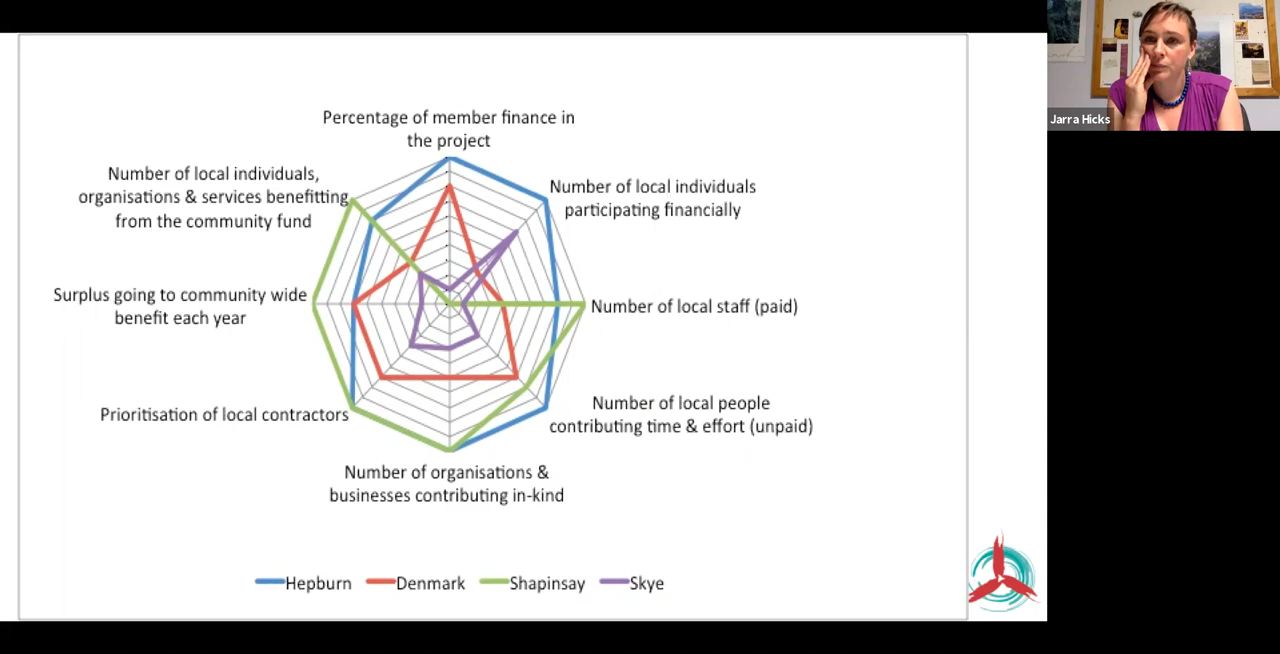 Percentage of member finance in
the project
Number of local individuals,
organisations & services benefitting
from the community fund
Number of local individuals
participating financially
Surplus going to community wide
benefit each year
Number of local staff (paid)
Prioritisation of local contractors
Number of local people
contributing time & effort (unpaid)
Number of organisations &
businesses contributing in-kind
Hepburn Denmark Shapinsay Skye
Jarra Hicks